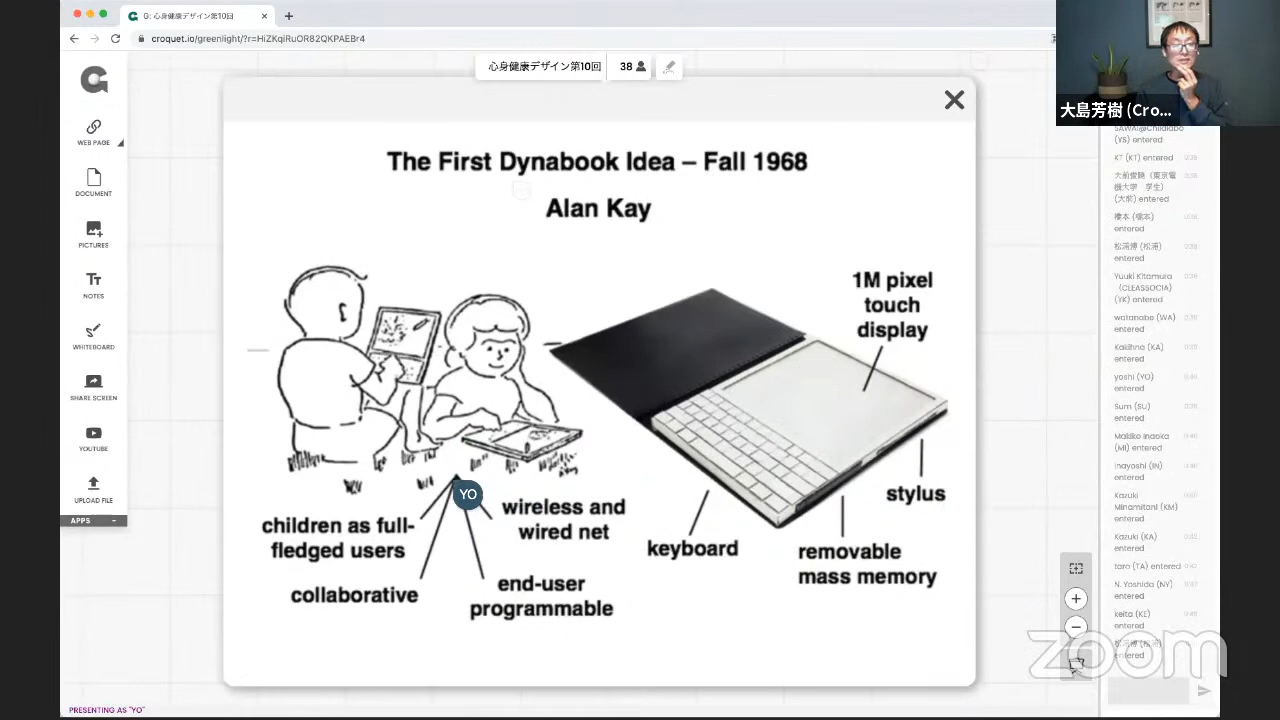 G: 心身健康デザイン第10回
croquet.io/greenlight/?r=HiZKqiRuOR82QKPAEBr4
心身健康デザイン第10回
38
大島芳樹 (Cro...
WEB PAGE
DOCUMENT
PICTURES
NOTES
WHITEBOARD
SHARE SCREEN
YOUTUBE
UPLOAD FILE
APPS
The First Dynabook Idea – Fall 1968
Alan Kay
1M pixel
touch
display
YO
children as full-
fledged users
collaborative
wireless and
wired net
end-user
programmable
keyboard
removable
mass memory
stylus
(YS) entered
KT (KT) entered
entered
entered
Yuuki Kitamura
(CLEASSOCIA)
(YK) entered
watanabe (WA)
entered
Kakihna (KA)
entered
yoshi (YO)
entered
Sum (SU)
entered
Makiko Inaoka
(MI) entered
inayoshi (IN)
entered
Kazuki
Minamitani (KM)
entered
Kazuki (KA)
entered
taro (TA) entered
N. Yoshida (NY)
entered
keita (KE)
entered
entered
zoom
PRESENTING AS "YO"